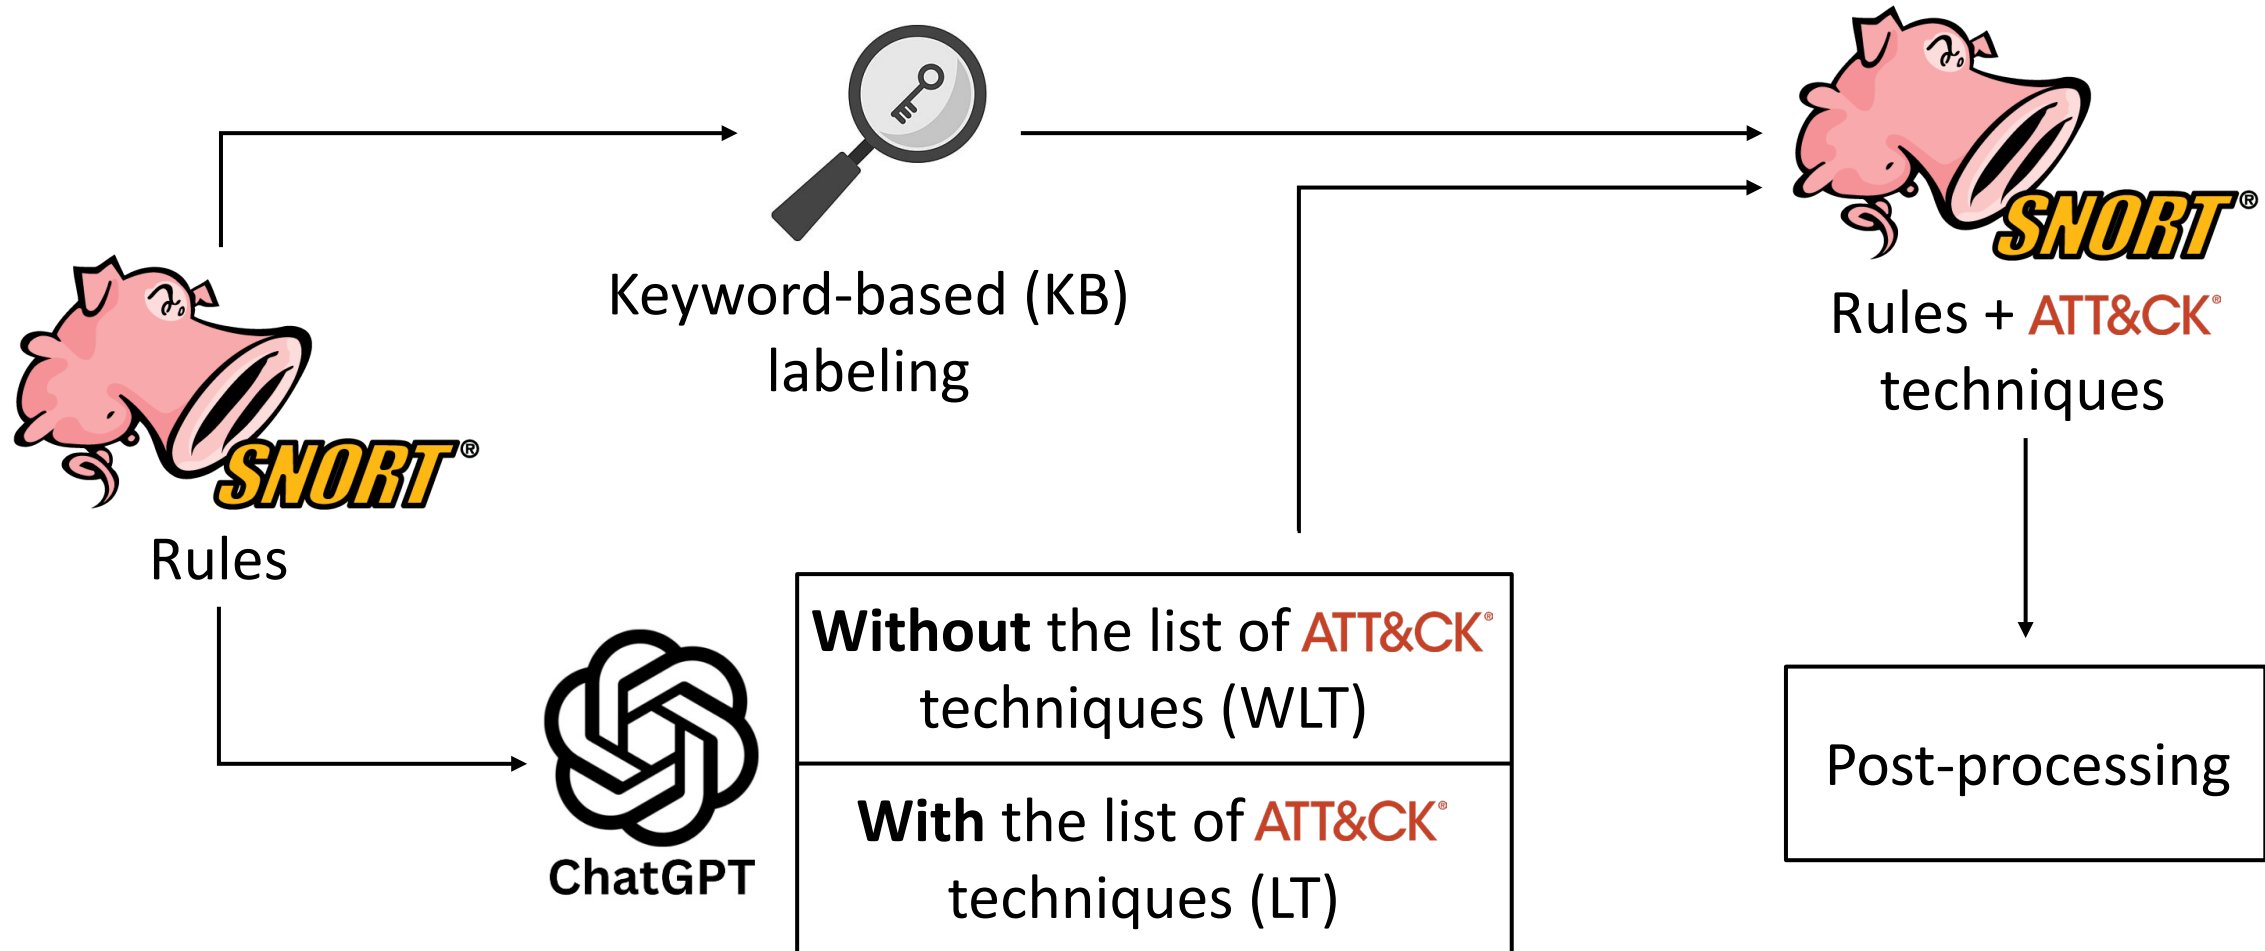 SNORT®
Rules
Keyword-based (KB)
labeling
ChatGPT
Without the list of ATT&CK®
techniques (WLT)
With the list of ATT&CK®
techniques (LT)
SNORT®
Rules + ATT&CK®
techniques
Post-processing